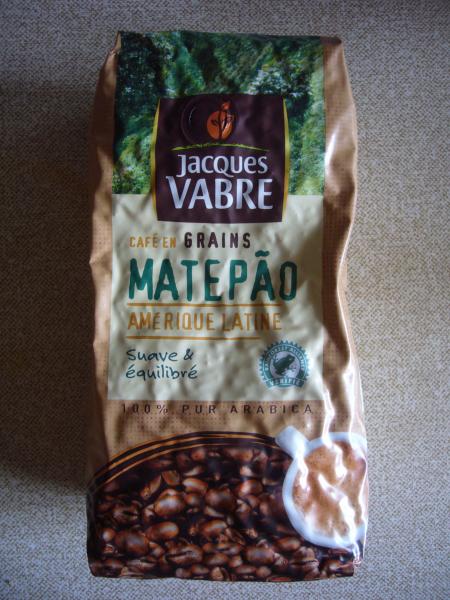 Jacques
VABRE
CAFÉ EN GRAINS
MATEPÃO
AMÉRIQUE LATINE
Suave &
équilibré
100% PUR ARABICA